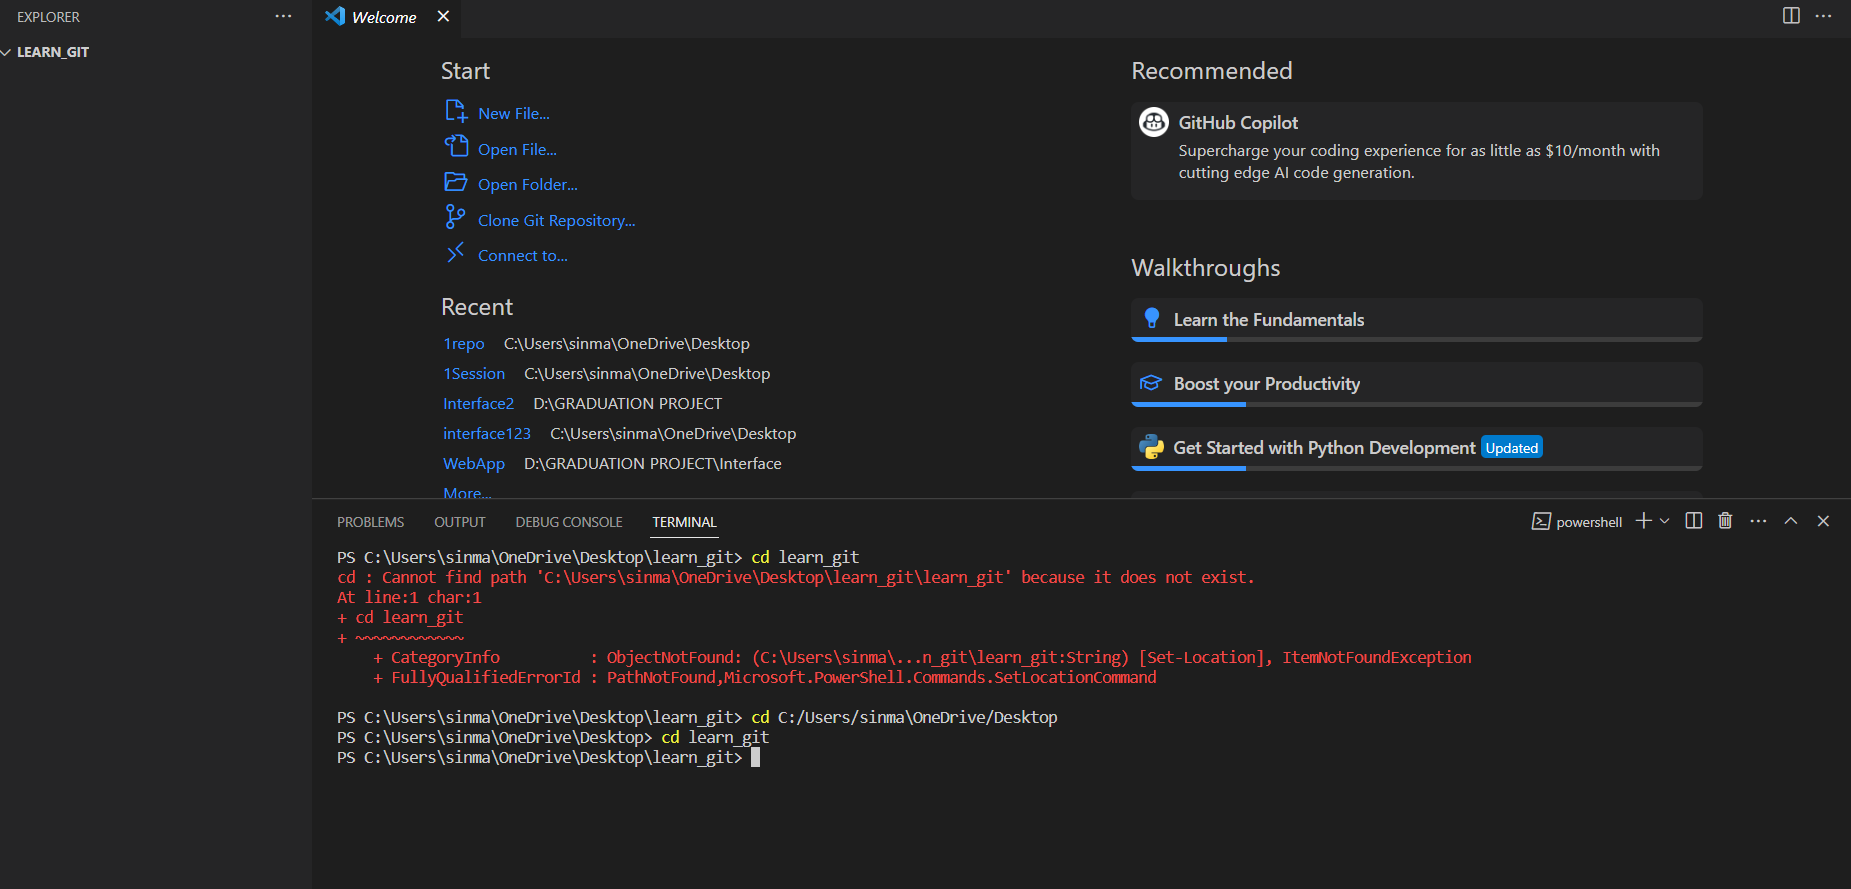 EXPLORER
LEARN_GIT
Welcome
Start
New File...
Open File...
Open Folder...
Clone Git Repository...
Connect to...
Recent
1repo C:\Users\sinma\OneDrive\Desktop
1Session C:\Users\sinma\OneDrive\Desktop
Interface2 D:\GRADUATION PROJECT
interface123 C:\Users\sinma\OneDrive\Desktop
WebApp D:\GRADUATION PROJECT\Interface
More...
Recommended
GitHub Copilot
Supercharge your coding experience for as little as $10/month with
cutting edge AI code generation.
Walkthroughs
Learn the Fundamentals
Boost your Productivity
Get Started with Python Development Updated
PROBLEMS OUTPUT DEBUG CONSOLE TERMINAL
powershell
PS C:\Users\sinma\OneDrive\Desktop\learn_git> cd learn_git
cd : Cannot find path 'C:\Users\sinma\OneDrive\Desktop\learn_git\learn_git' because it does not exist.
At line:1 char:1
+ cd learn_git
+ ~~~~~~~~~~~~
    + CategoryInfo          : ObjectNotFound: (C:\Users\sinma\...n_git\learn_git:String) [Set-Location], ItemNotFoundException
    + FullyQualifiedErrorId : PathNotFound,Microsoft.PowerShell.Commands.SetLocationCommand
PS C:\Users\sinma\OneDrive\Desktop\learn_git> cd C:/Users/sinma\OneDrive/Desktop
PS C:\Users\sinma\OneDrive\Desktop> cd learn_git
PS C:\Users\sinma\OneDrive\Desktop\learn_git>